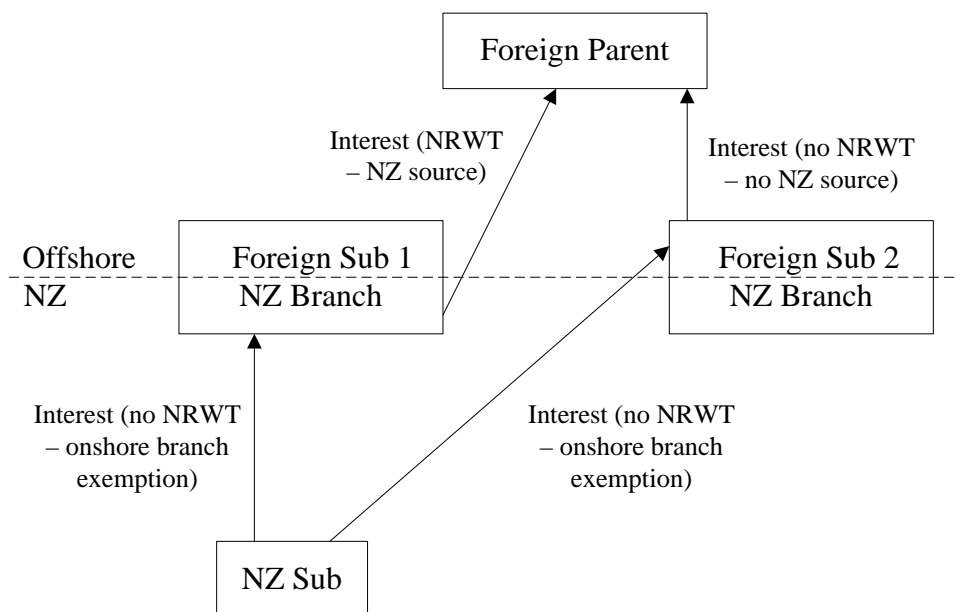 Foreign Parent
Interest (NRWT
– NZ source)
Interest (no NRWT
– no NZ source)
Offshore
NZ
Foreign Sub 1
NZ Branch
Foreign Sub 2
NZ Branch
Interest (no NRWT
– onshore branch
exemption)
Interest (no NRWT
– onshore branch
exemption)
NZ Sub